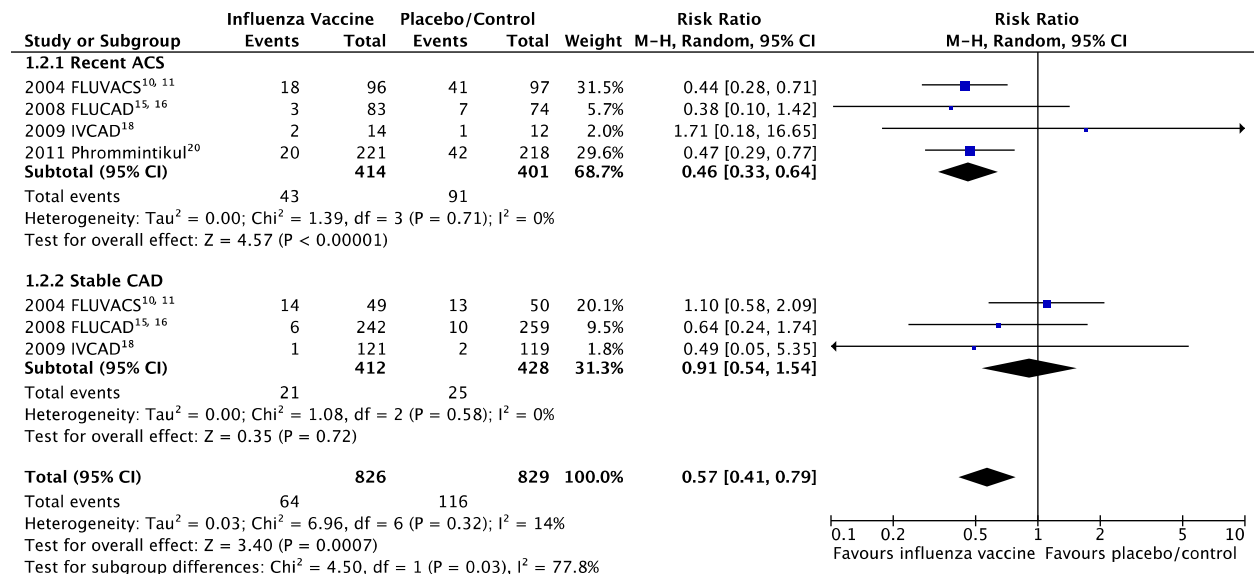 Influenza Vaccine Placebo/Control Risk Ratio Risk Ratio
Study or Subgroup Events Total Events Total Weight M-H, Random, 95% CI M-H, Random, 95% CI
1.2.1 Recent ACS
2004 FLUVACS10, 11 18 96 41 97 31.5% 0.44 [0.28, 0.71]
2008 FLUCAD15, 16 3 83 7 74 5.7% 0.38 [0.10, 1.42]
2009 IVCAD18 2 14 1 12 2.0% 1.71 [0.18, 16.65]
2011 Phrommintikul20 20 221 42 218 29.6% 0.47 [0.29, 0.77]
Subtotal (95% CI) 414 401 68.7% 0.46 [0.33, 0.64]
Total events 43 91
Heterogeneity: Tau2 = 0.00; Chi2 = 1.39, df = 3 (P = 0.71); I2 = 0%
Test for overall effect: Z = 4.57 (P < 0.00001)
1.2.2 Stable CAD
2004 FLUVACS10, 11 14 49 13 50 20.1% 1.10 [0.58, 2.09]
2008 FLUCAD15, 16 6 242 10 259 9.5% 0.64 [0.24, 1.74]
2009 IVCAD18 1 121 2 119 1.8% 0.49 [0.05, 5.35]
Subtotal (95% CI) 412 428 31.3% 0.91 [0.54, 1.54]
Total events 21 25
Heterogeneity: Tau2 = 0.00; Chi2 = 1.08, df = 2 (P = 0.58); I2 = 0%
Test for overall effect: Z = 0.35 (P = 0.72)
Total (95% CI) 826 829 100.0% 0.57 [0.41, 0.79]
Total events 64 116
Heterogeneity: Tau2 = 0.03; Chi2 = 6.96, df = 6 (P = 0.32); I2 = 14%
Test for overall effect: Z = 3.40 (P = 0.0007)
Test for subgroup differences: Chi2 = 4.50, df = 1 (P = 0.03), I2 = 77.8%
0.1 0.2 0.5 1 2 5 10
Favours influenza vaccine Favours placebo/control